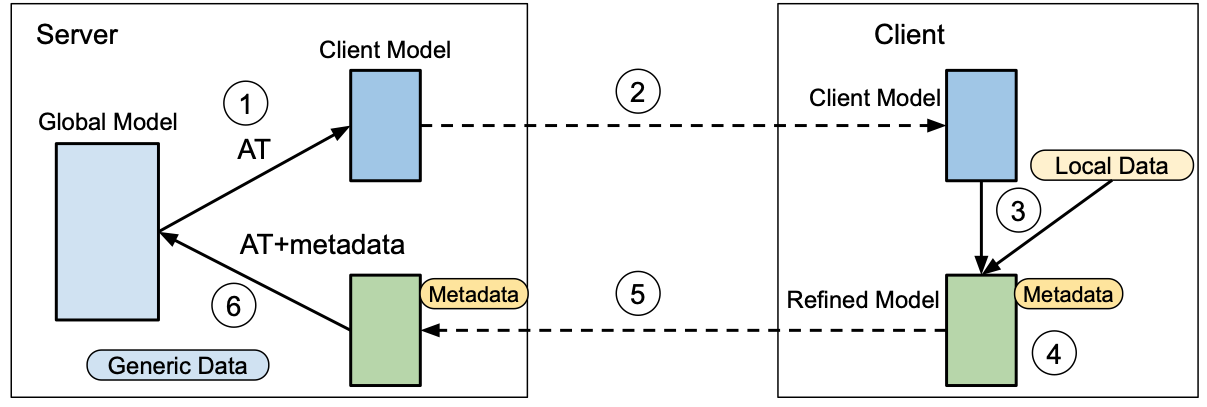 Server
Client Model
1
2
Client
Client Model
Global Model
AT
Local Data
3
AT+metadata
Metadata
5
Refined Model
Metadata
6
4
Generic Data